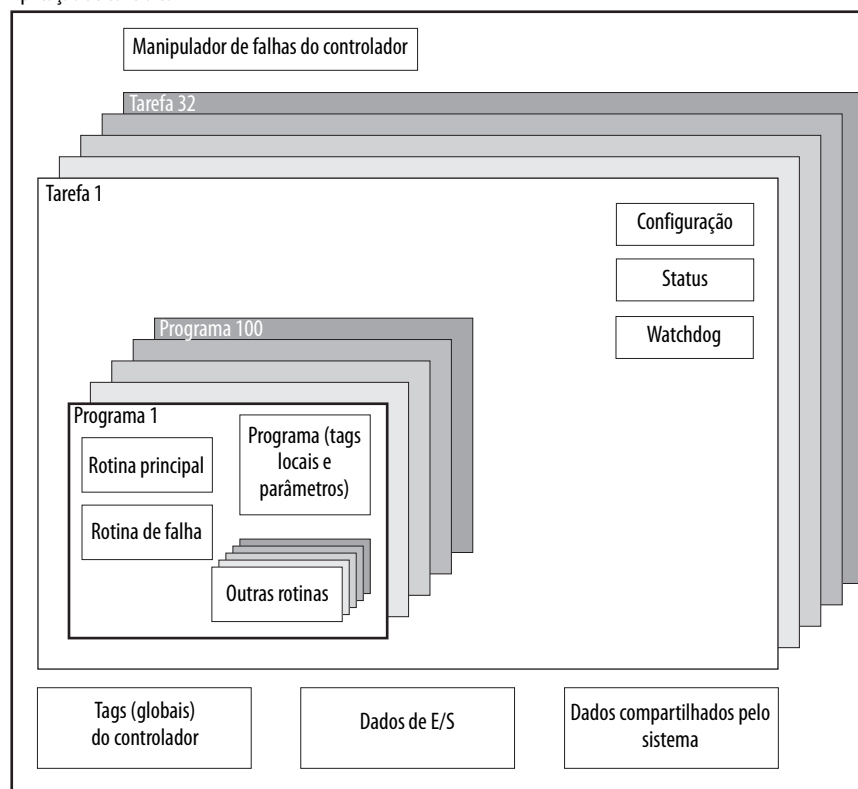 Manipulador de falhas do controlador
Tarefa 32
Tarefa 1
Configuração
Status
Watchdog
Programa 100
Programa 1
Rotina principal
Programa (tags
locais e
parâmetros)
Rotina de falha
Outras rotinas
Tags (globais)
do controlador
Dados de E/S
Dados compartilhados pelo
sistema